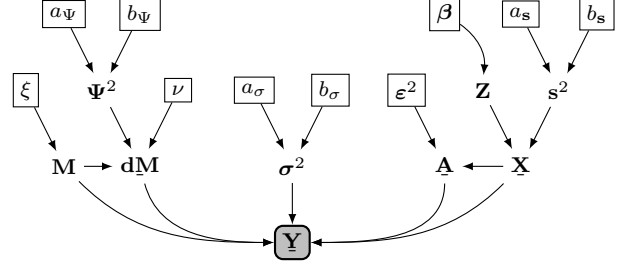 a_Ψ b_Ψ β a_s b_s
ξ Ψ² ν a_σ b_σ ε² Z s²
M dM̰ σ² A̰ X̰
Y̰